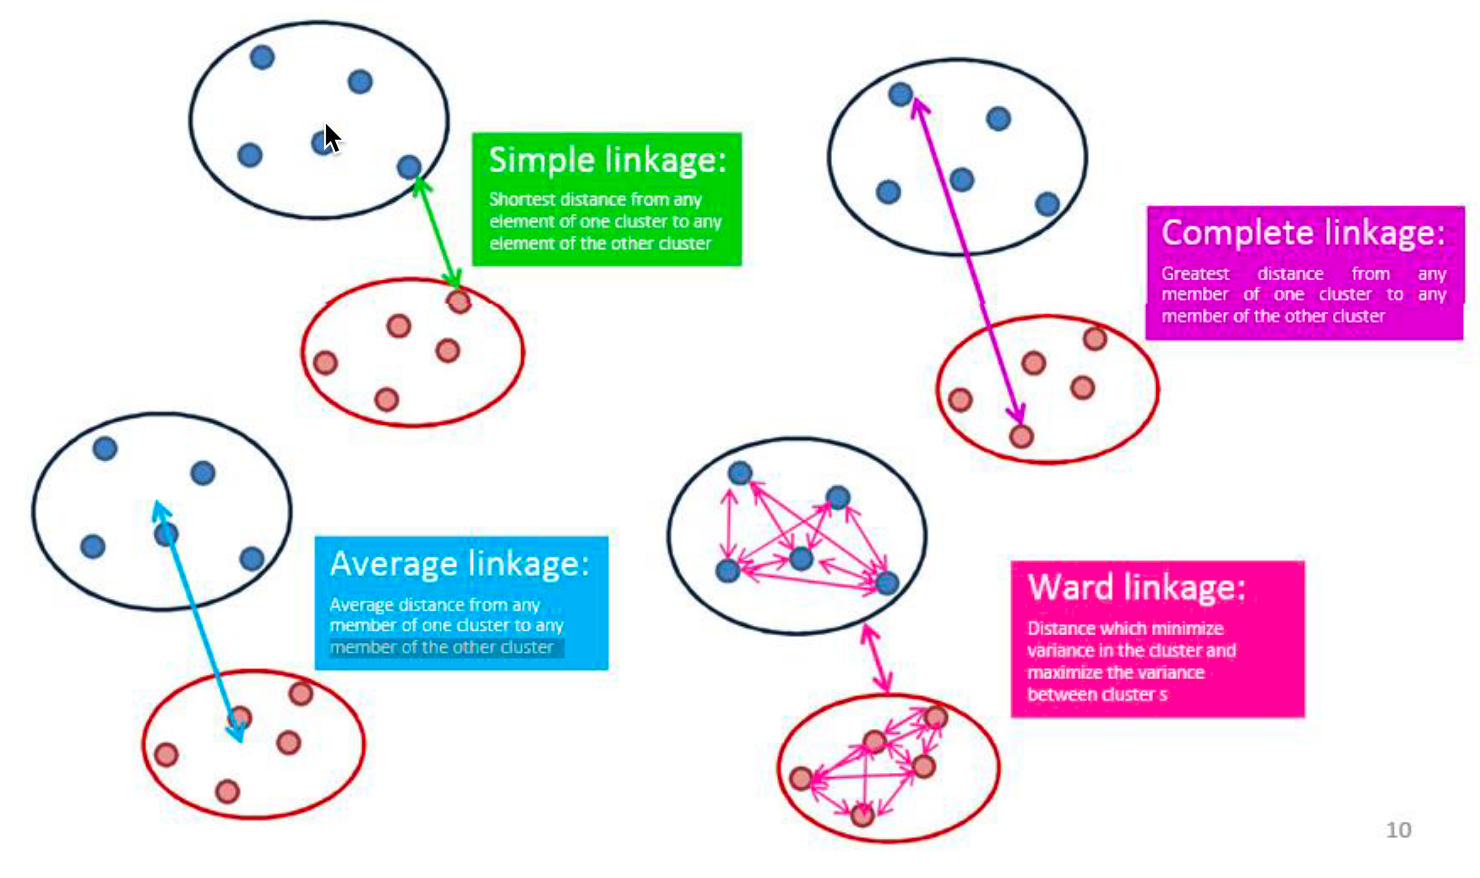 Simple linkage:
Shortest distance from any
element of one cluster to any
element of the other cluster
Complete linkage:
Greatest distance from any
member of one cluster to any
member of the other cluster
Average linkage:
Average distance from any
member of one cluster to any
member of the other cluster
Ward linkage:
Distance which minimize
variance in the cluster and
maximize the variance
between cluster s
10